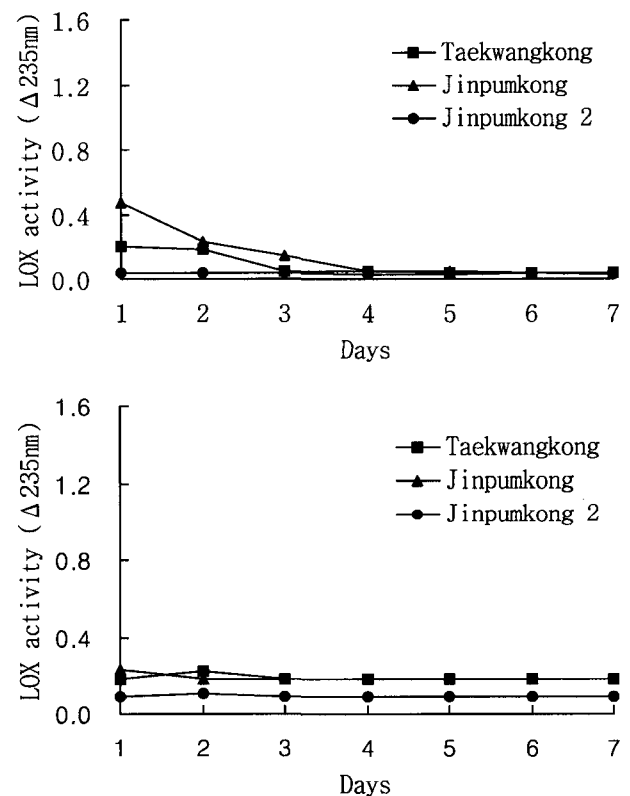 1.6
1.2
0.8
0.4
0.0
LOX activity (Δ235nm)
Taekwangkong
Jinpumkong
Jinpumkong 2
1 2 3 4 5 6 7
Days
1.6
1.2
0.8
0.4
0.0
LOX activity (Δ235nm)
Taekwangkong
Jinpumkong
Jinpumkong 2
1 2 3 4 5 6 7
Days